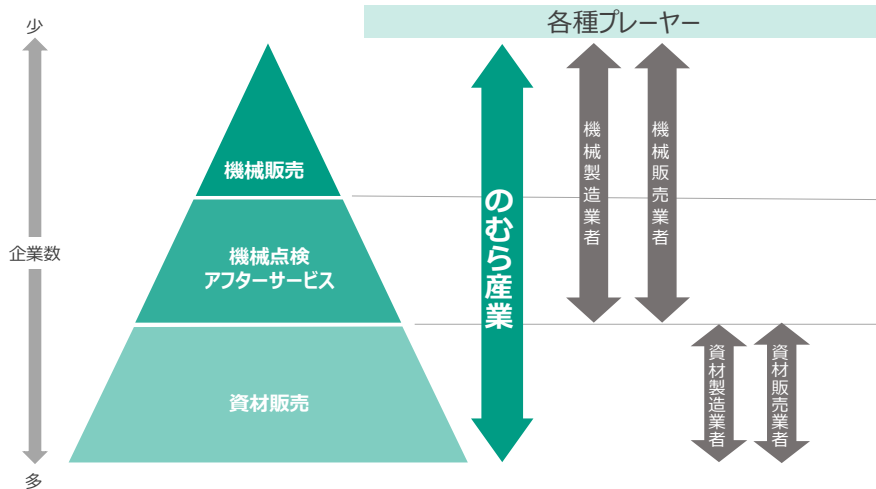 各種プレーヤー
少
企業数
多
機械販売
機械点検
アフターサービス
資材販売
のむら産業
機械製造業者
機械販売業者
資材製造業者
資材販売業者